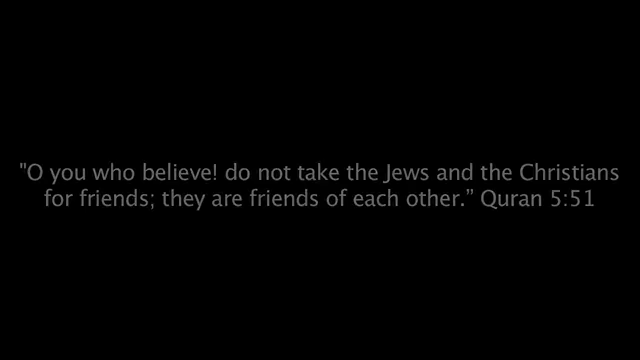 "O you who believe! do not take the Jews and the Christians
for friends; they are friends of each other.” Quran 5:51